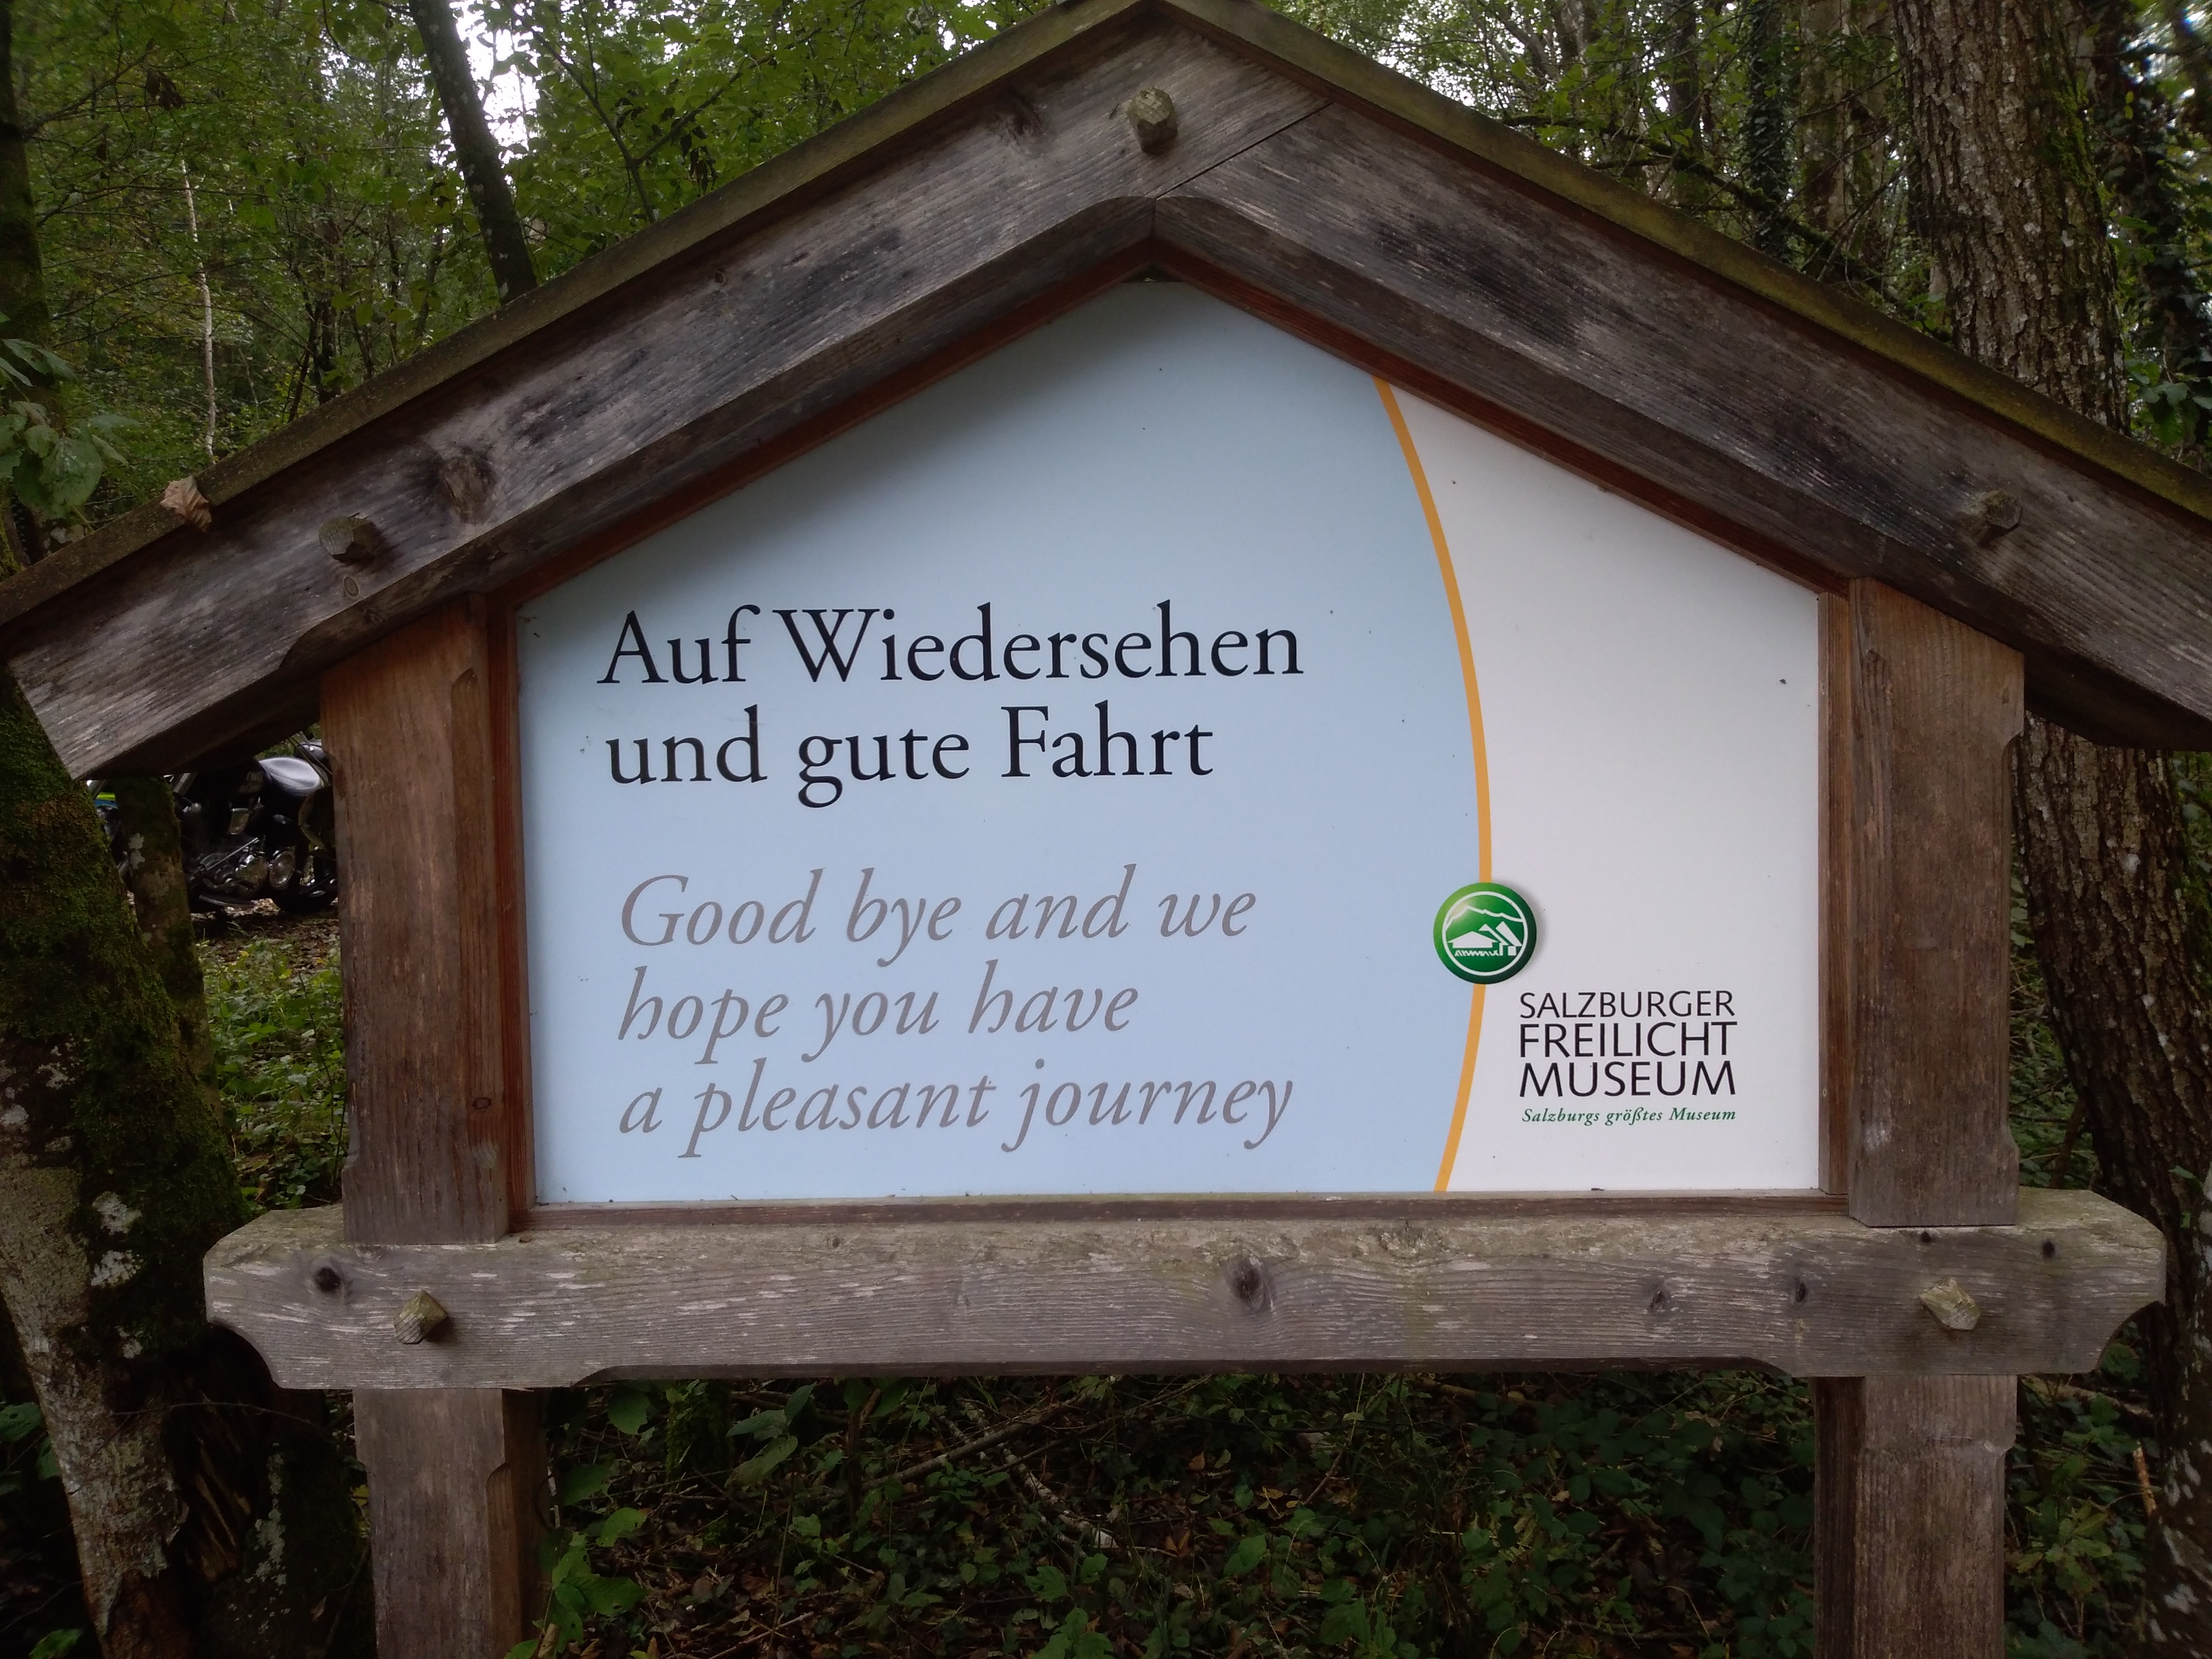 Auf Wiedersehen
und gute Fahrt
Good bye and we
hope you have
a pleasant journey
SALZBURGER
FREILICHT
MUSEUM
Salzburgs größtes Museum